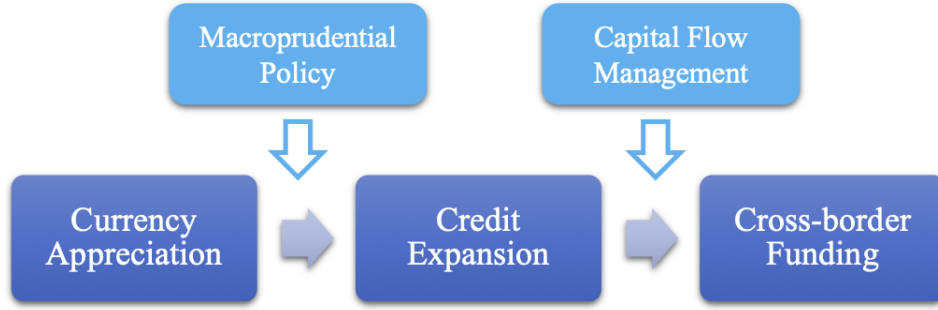 Macroprudential
Policy
Capital Flow
Management
Currency
Appreciation
Credit
Expansion
Cross-border
Funding